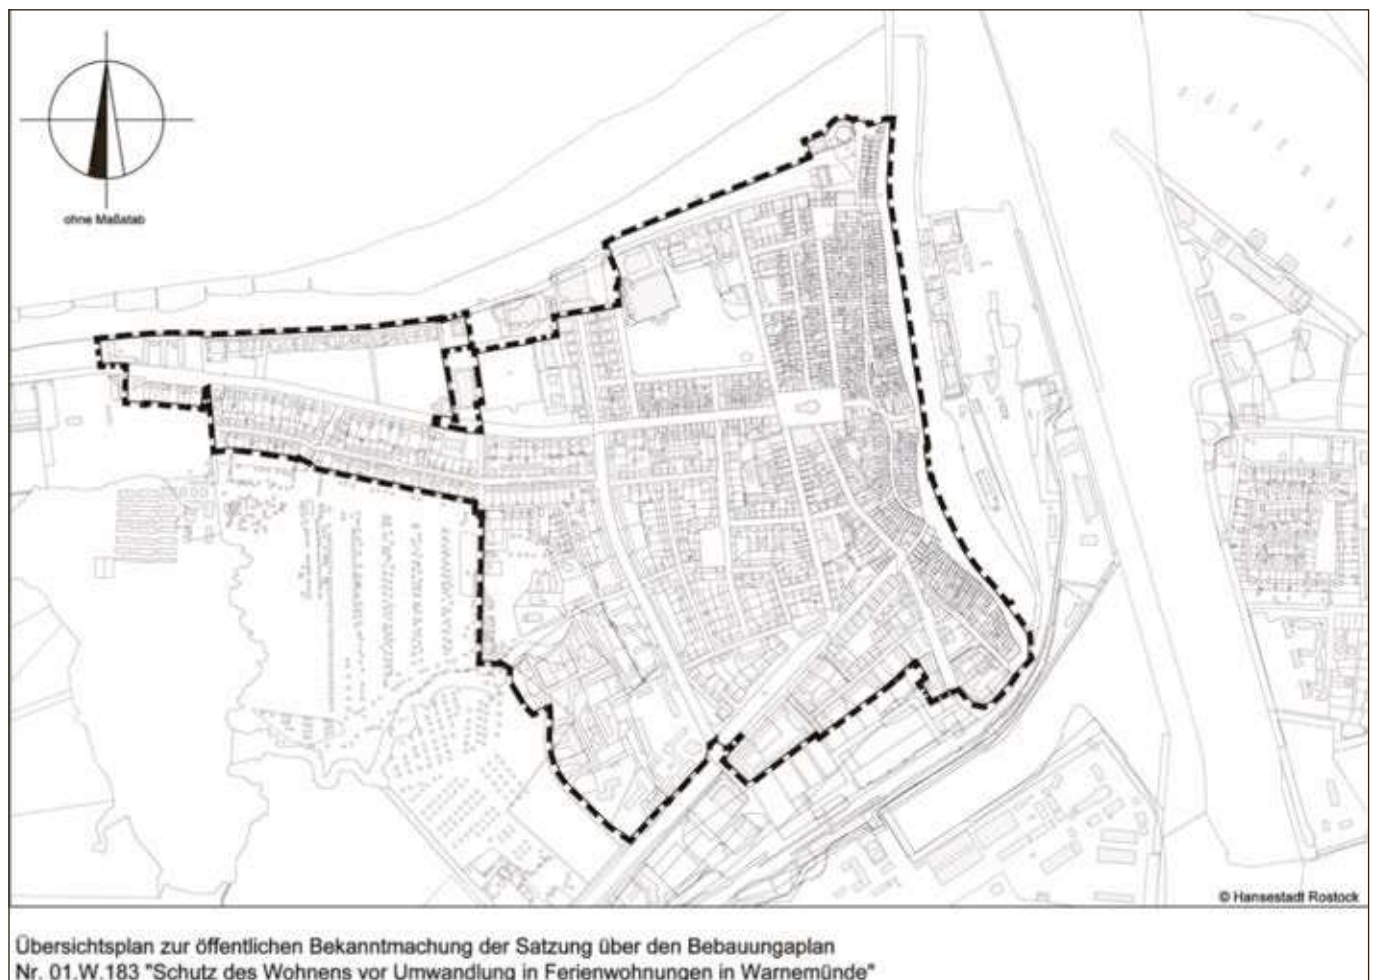 ohne Maßstab
© Hansestadt Rostock
Übersichtsplan zur öffentlichen Bekanntmachung der Satzung über den Bebauungaplan
Nr. 01.W.183 "Schutz des Wohnens vor Umwandlung in Ferienwohnungen in Warnemünde"